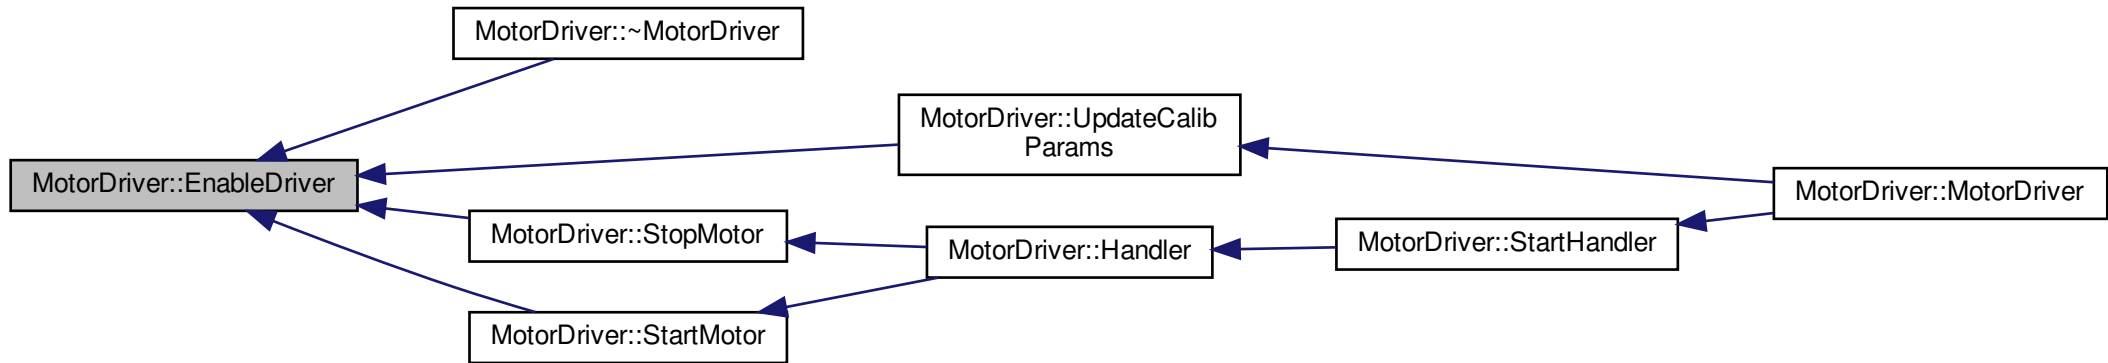 MotorDriver::~MotorDriver
MotorDriver::UpdateCalib
Params
MotorDriver::EnableDriver
MotorDriver::MotorDriver
MotorDriver::StopMotor
MotorDriver::Handler
MotorDriver::StartHandler
MotorDriver::StartMotor